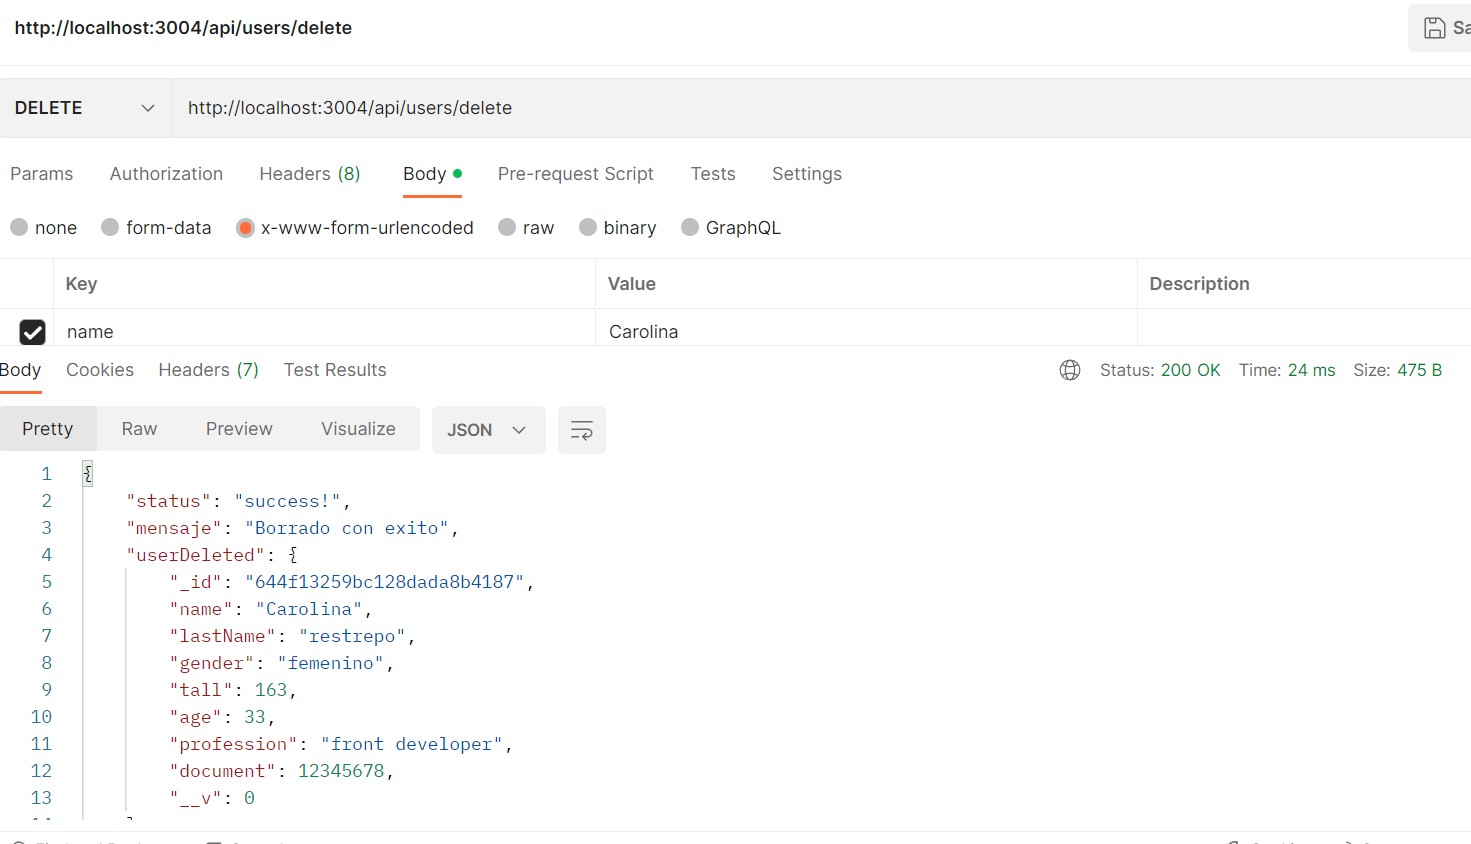 http://localhost:3004/api/users/delete
Sa
DELETE http://localhost:3004/api/users/delete
Params Authorization Headers (8) Body Pre-request Script Tests Settings
none form-data x-www-form-urlencoded raw binary GraphQL
Key Value Description
name Carolina
Body Cookies Headers (7) Test Results Status: 200 OK Time: 24 ms Size: 475 B
Pretty Raw Preview Visualize JSON
1 {
2 "status": "success!",
3 "mensaje": "Borrado con exito",
4 "userDeleted": {
5 "_id": "644f13259bc128dada8b4187",
6 "name": "Carolina",
7 "lastName": "restrepo",
8 "gender": "femenino",
9 "tall": 163,
10 "age": 33,
11 "profession": "front developer",
12 "document": 12345678,
13 "__v": 0